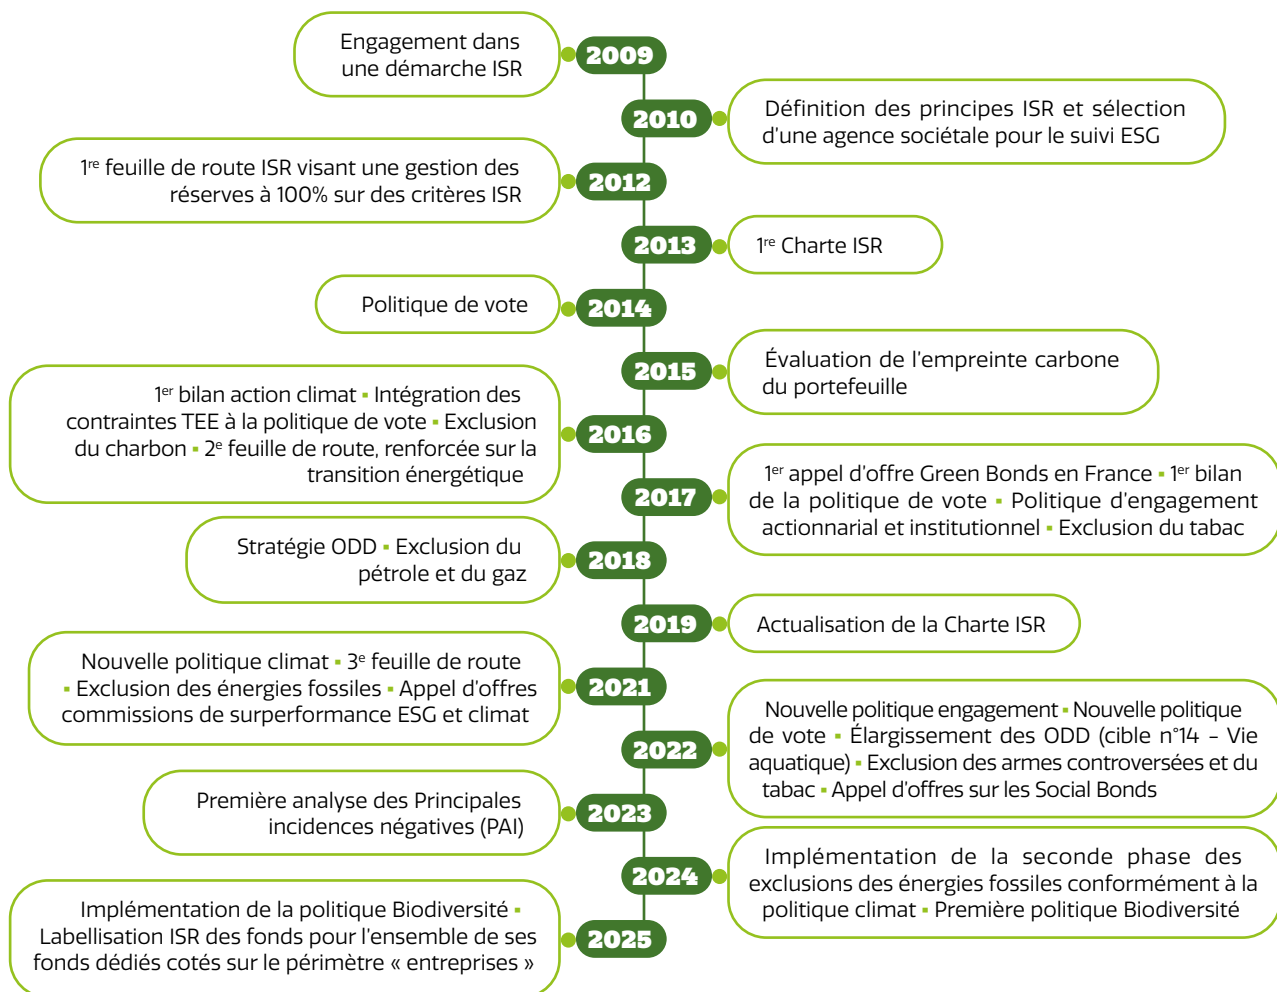 Engagement dans
une démarche ISR
2009
2010
Définition des principes ISR et sélection
d'une agence sociétale pour le suivi ESG
1re feuille de route ISR visant une gestion des
réserves à 100% sur des critères ISR
2012
2013
1re Charte ISR
Politique de vote
2014
2015
Évaluation de l'empreinte carbone
du portefeuille
1er bilan action climat ▪ Intégration des
contraintes TEE à la politique de vote ▪ Exclusion
du charbon ▪ 2e feuille de route, renforcée sur la
transition énergétique
2016
2017
1er appel d'offre Green Bonds en France ▪ 1er bilan
de la politique de vote ▪ Politique d'engagement
actionnarial et institutionnel ▪ Exclusion du tabac
Stratégie ODD ▪ Exclusion du
pétrole et du gaz
2018
2019
Actualisation de la Charte ISR
Nouvelle politique climat ▪ 3e feuille de route
▪ Exclusion des énergies fossiles ▪ Appel d'offres
commissions de surperformance ESG et climat
2021
2022
Nouvelle politique engagement ▪ Nouvelle politique
de vote ▪ Élargissement des ODD (cible n°14 - Vie
aquatique) ▪ Exclusion des armes controversées et du
tabac ▪ Appel d'offres sur les Social Bonds
Première analyse des Principales
incidences négatives (PAI)
2023
2024
Implémentation de la seconde phase des
exclusions des énergies fossiles conformément à la
politique climat ▪ Première politique Biodiversité
Implémentation de la politique Biodiversité ▪
Labellisation ISR des fonds pour l'ensemble de ses
fonds dédiés cotés sur le périmètre « entreprises »
2025